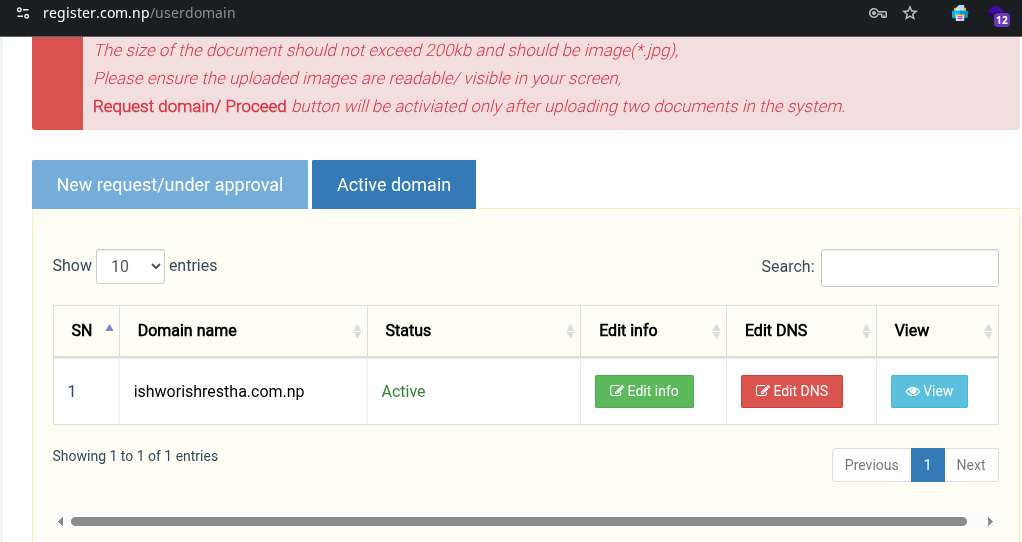 register.com.np/userdomain
12
The size of the document should not exceed 200kb and should be image(*.jpg),
Please ensure the uploaded images are readable/ visible in your screen,
Request domain/ Proceed button will be activiated only after uploading two documents in the system.
New request/under approval Active domain
Show 10 entries Search:
SN Domain name Status Edit info Edit DNS View
1 ishworishrestha.com.np Active Edit info Edit DNS View
Showing 1 to 1 of 1 entries Previous 1 Next